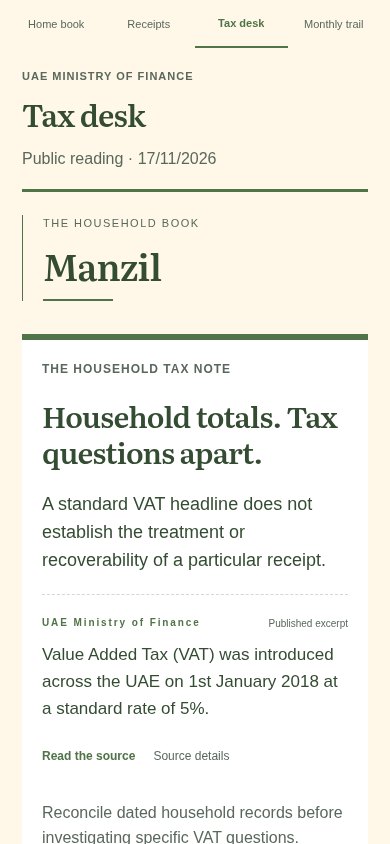 Home book
Receipts
Tax desk
Monthly trail
UAE MINISTRY OF FINANCE
Tax desk
Public reading · 17/11/2026
THE HOUSEHOLD BOOK
Manzil
THE HOUSEHOLD TAX NOTE
Household totals. Tax
questions apart.
A standard VAT headline does not
establish the treatment or
recoverability of a particular receipt.
UAE Ministry of Finance
Published excerpt
Value Added Tax (VAT) was introduced
across the UAE on 1st January 2018 at
a standard rate of 5%.
Read the source
Source details
Reconcile dated household records before
investigating specific VAT questions.